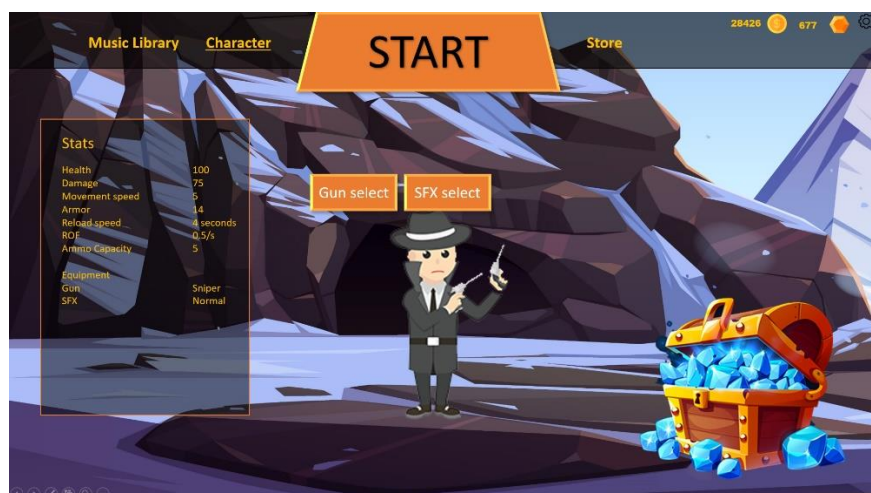 Music Library
Character
START
Store
28426
677
Stats
Health 100
Damage 75
Movement speed 5
Armor 14
Reload speed 4 seconds
ROF 0.5/s
Ammo Capacity 5
Equipment
Gun Sniper
SFX Normal
Gun select
SFX select